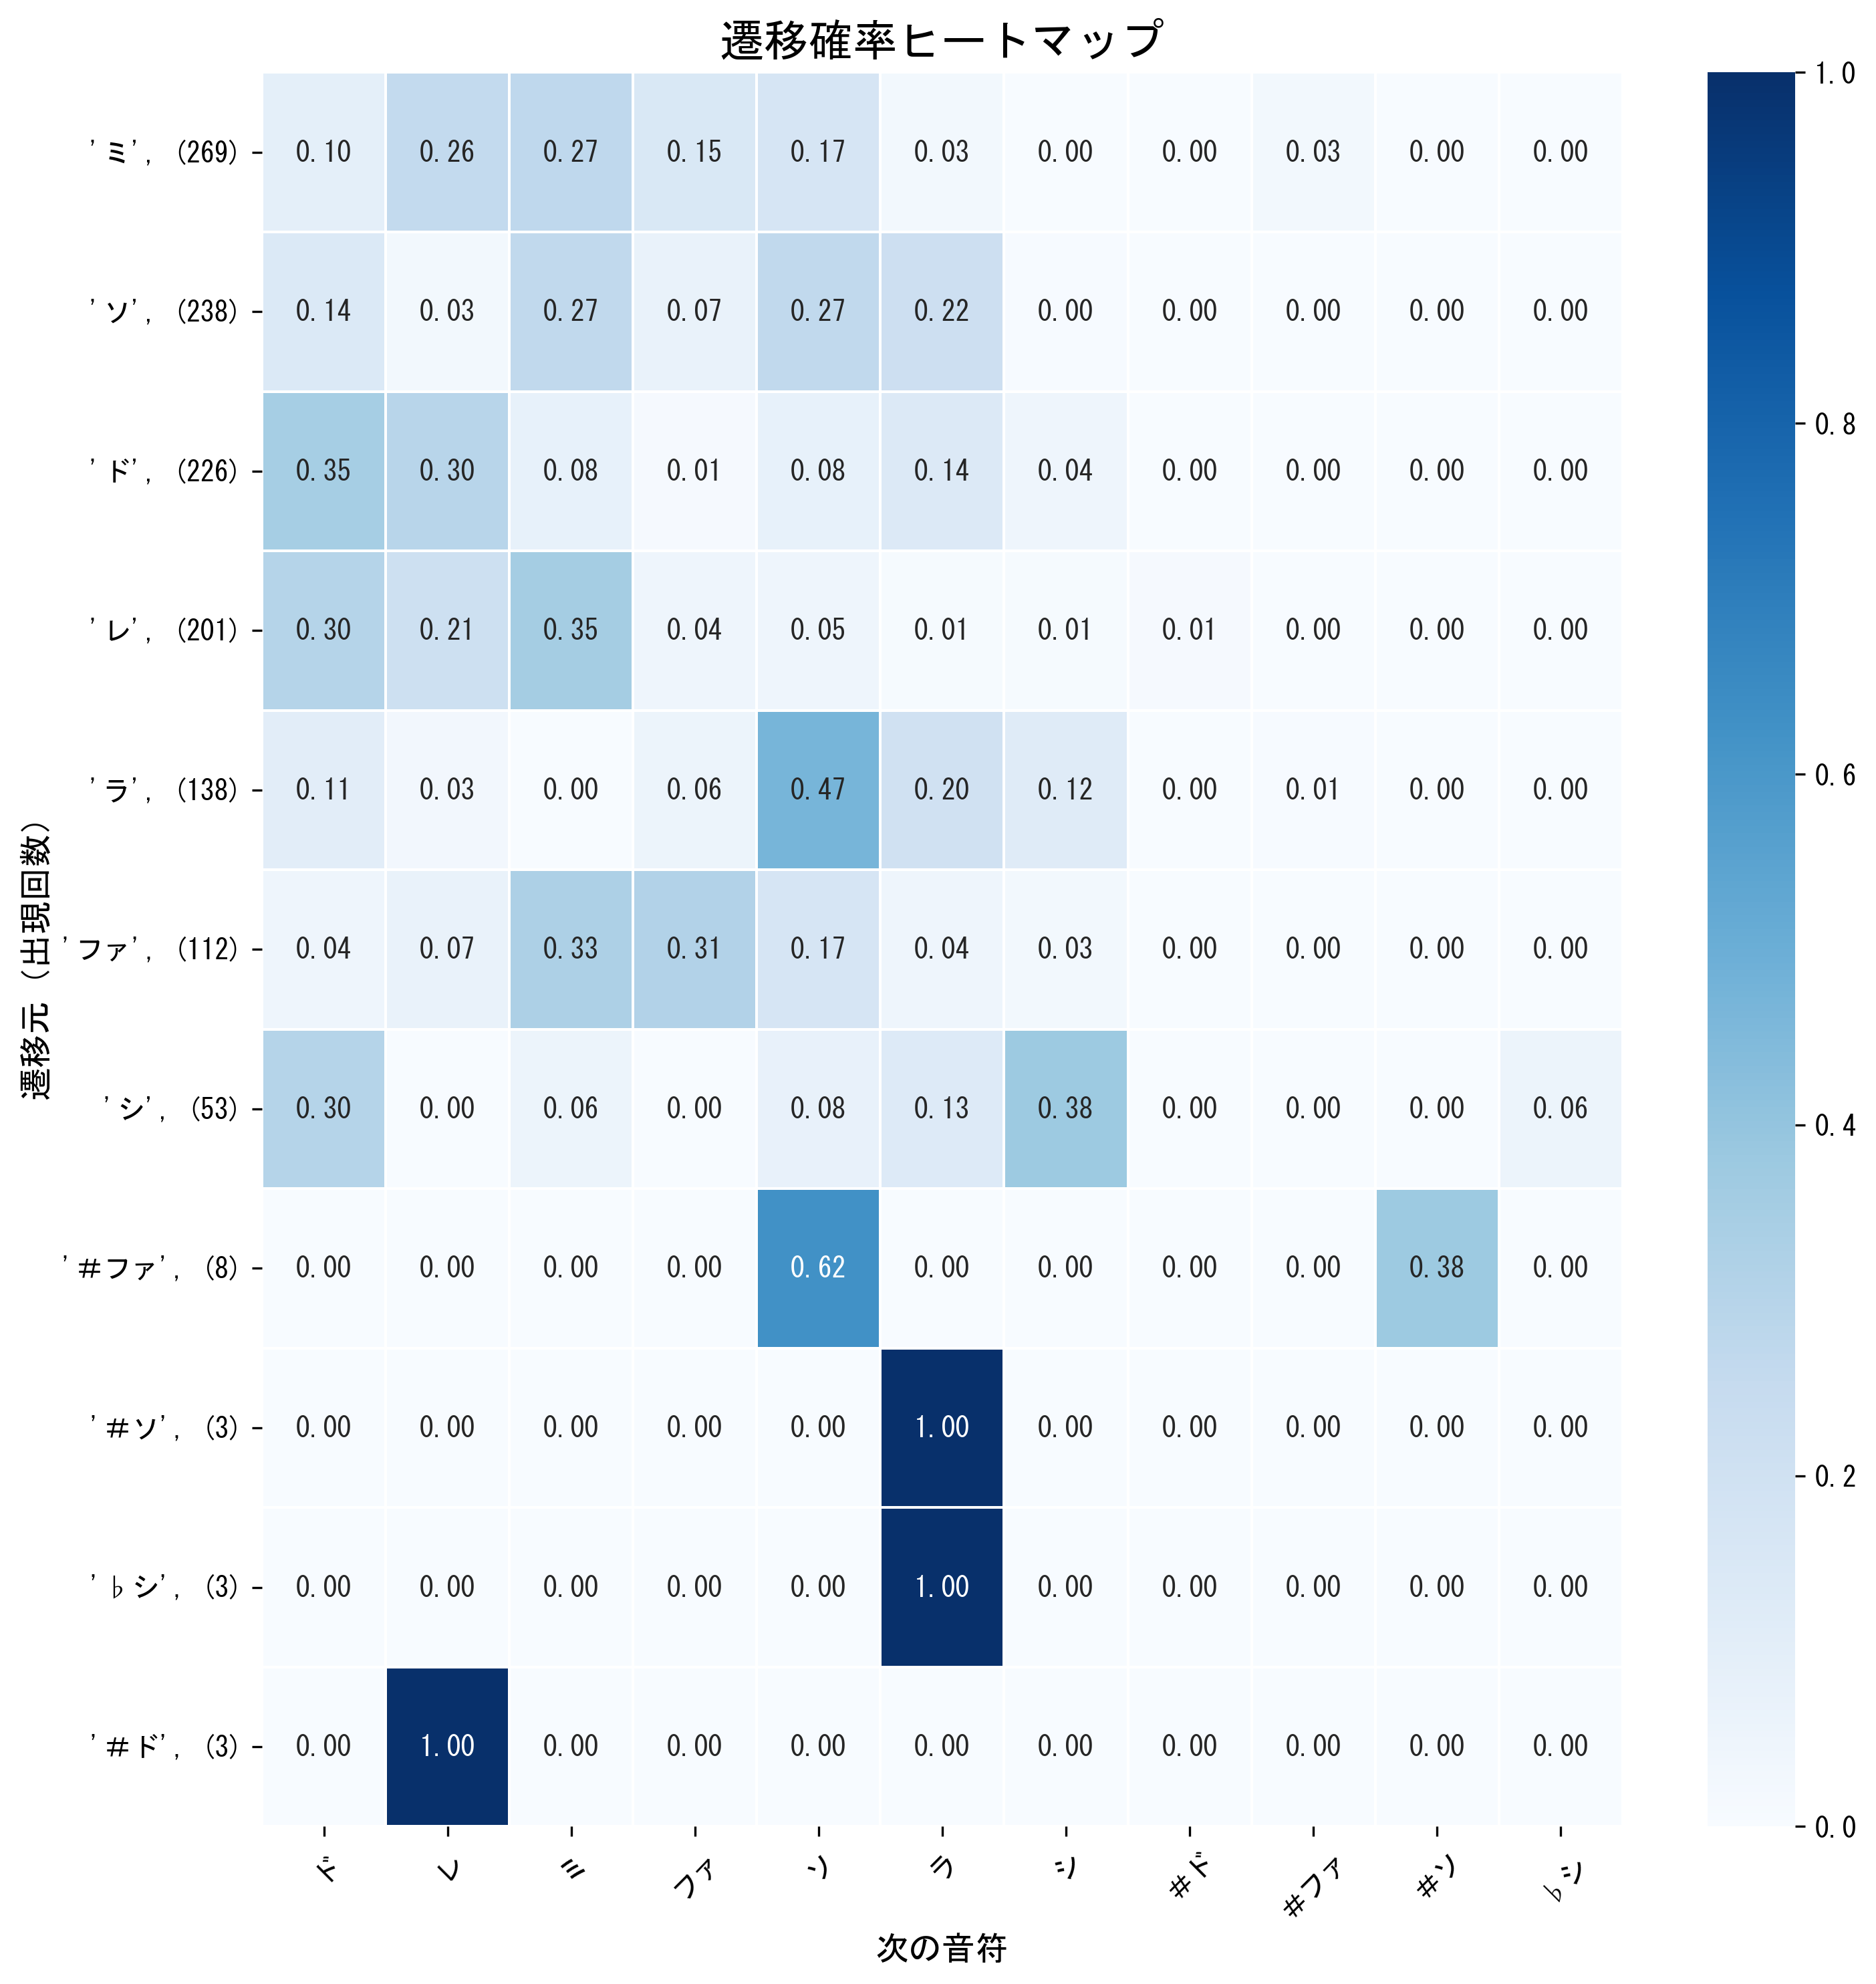 遷移確率ヒートマップ
'ミ', (269) 0.10 0.26 0.27 0.15 0.17 0.03 0.00 0.00 0.03 0.00 0.00
'ソ', (238) 0.14 0.03 0.27 0.07 0.27 0.22 0.00 0.00 0.00 0.00 0.00
'ド', (226) 0.35 0.30 0.08 0.01 0.08 0.14 0.04 0.00 0.00 0.00 0.00
'レ', (201) 0.30 0.21 0.35 0.04 0.05 0.01 0.01 0.01 0.00 0.00 0.00
'ラ', (138) 0.11 0.03 0.00 0.06 0.47 0.20 0.12 0.00 0.01 0.00 0.00
'ファ', (112) 0.04 0.07 0.33 0.31 0.17 0.04 0.03 0.00 0.00 0.00 0.00
'シ', (53) 0.30 0.00 0.06 0.00 0.08 0.13 0.38 0.00 0.00 0.00 0.06
'#ファ', (8) 0.00 0.00 0.00 0.00 0.62 0.00 0.00 0.00 0.00 0.38 0.00
'#ソ', (3) 0.00 0.00 0.00 0.00 0.00 1.00 0.00 0.00 0.00 0.00 0.00
'♭シ', (3) 0.00 0.00 0.00 0.00 0.00 1.00 0.00 0.00 0.00 0.00 0.00
'#ド', (3) 0.00 1.00 0.00 0.00 0.00 0.00 0.00 0.00 0.00 0.00 0.00
ド レ ミ ファ ソ ラ シ #ド #ファ #ソ ♭シ
次の音符
遷移元 (出現回数)
1.0
0.8
0.6
0.4
0.2
0.0